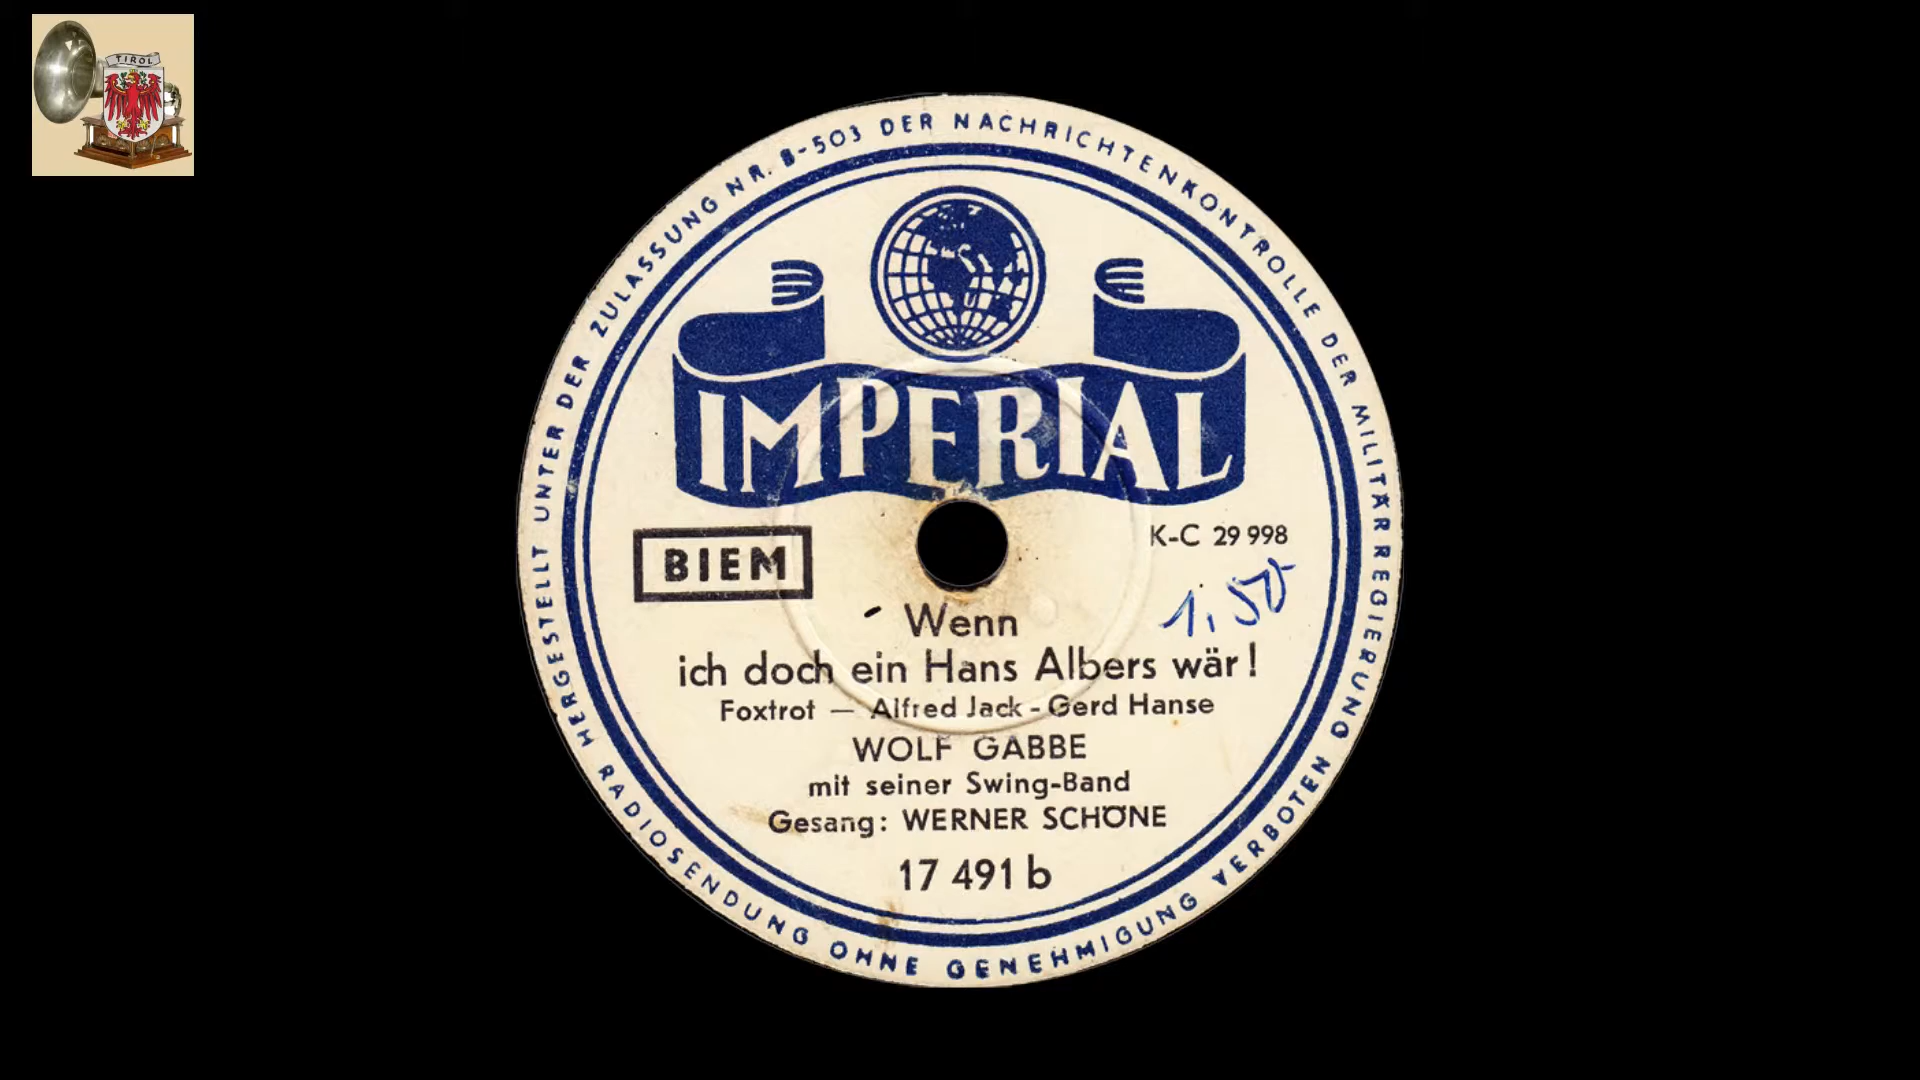 TIROL
HERGESTELLT UNTER DER ZULASSUNG NR. B-503 DER NACHRICHTENKONTROLLE DER MILITÄRREGIERUNG
IMPERIAL
BIEM
K-C 29 998
1,50
Wenn
ich doch ein Hans Albers wär!
Foxtrot — Alfred Jack - Gerd Hanse
WOLF GABBE
mit seiner Swing-Band
Gesang: WERNER SCHÖNE
17 491 b
RADIOSENDUNG OHNE GENEHMIGUNG VERBOTEN